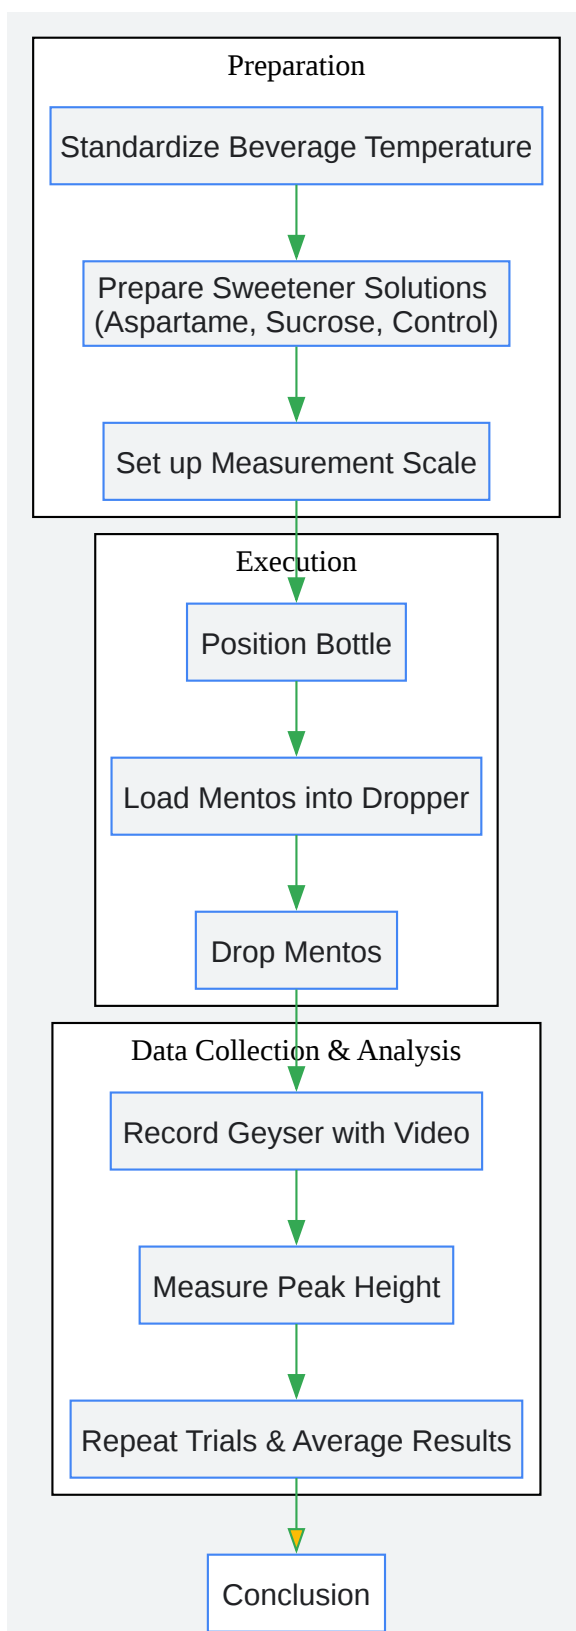 Preparation
Standardize Beverage Temperature
Prepare Sweetener Solutions
(Aspartame, Sucrose, Control)
Set up Measurement Scale
Execution
Position Bottle
Load Mentos into Dropper
Drop Mentos
Data Collection & Analysis
Record Geyser with Video
Measure Peak Height
Repeat Trials & Average Results
Conclusion